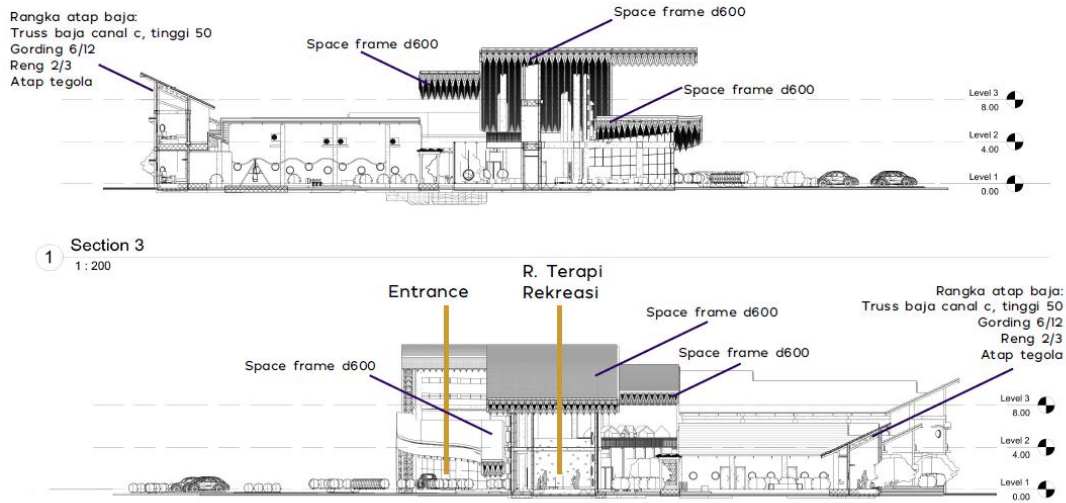 Rangka atap baja:
Truss baja canal c, tinggi 50
Gording 6/12
Reng 2/3
Atap tegola
Space frame d600
Space frame d600
Space frame d600
Level 3
8.00
Level 2
4.00
Level 1
0.00
1
Section 3
1 : 200
Entrance
R. Terapi
Rekreasi
Space frame d600
Space frame d600
Space frame d600
Rangka atap baja:
Truss baja canal c, tinggi 50
Gording 6/12
Reng 2/3
Atap tegola
Level 3
8.00
Level 2
4.00
Level 1
0.00